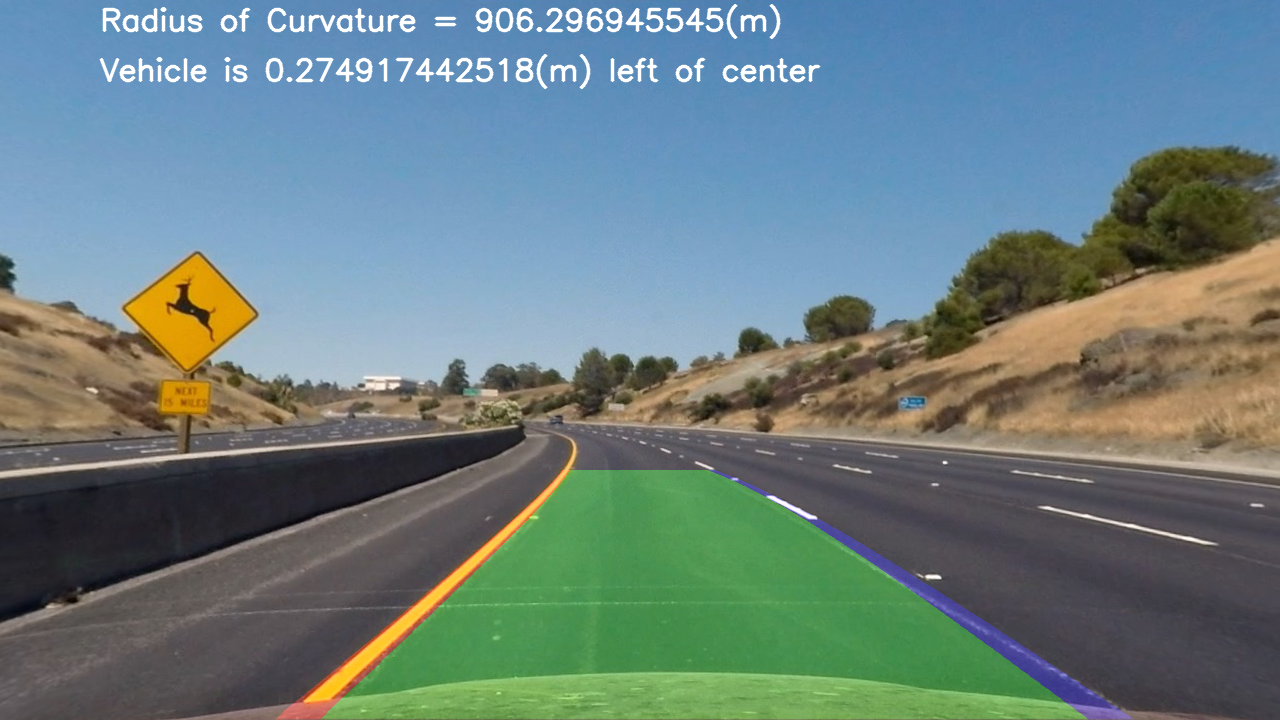 Radius of Curvature = 906.296945545(m)
Vehicle is 0.274917442518(m) left of center
NEXT
15 MILES